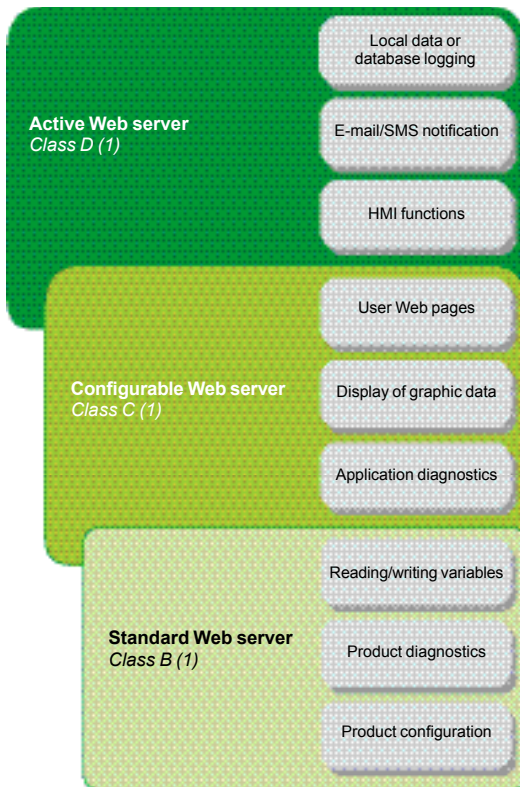 Local data or
database logging
Active Web server
Class D (1)
E-mail/SMS notification
HMI functions
User Web pages
Configurable Web server
Class C (1)
Display of graphic data
Application diagnostics
Reading/writing variables
Standard Web server
Class B (1)
Product diagnostics
Product configuration